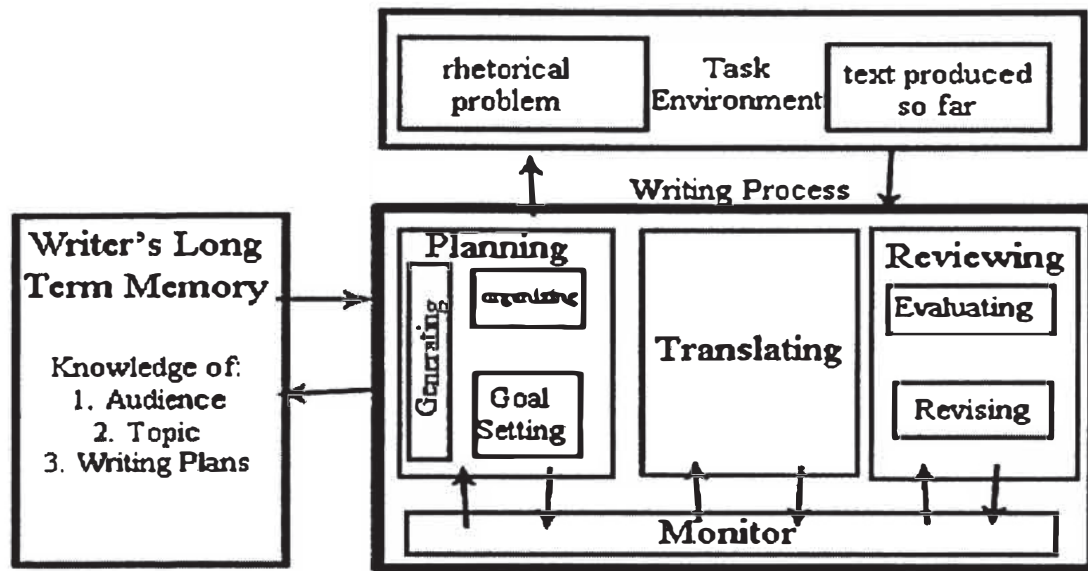 rhetorical
problem
Task
Environment
text produced
so far
Writing Process
Writer's Long
Term Memory
Knowledge of:
1. Audience
2. Topic
3. Writing Plans
Planning
Generating
organizing
Goal
Setting
Translating
Reviewing
Evaluating
Revising
Monitor